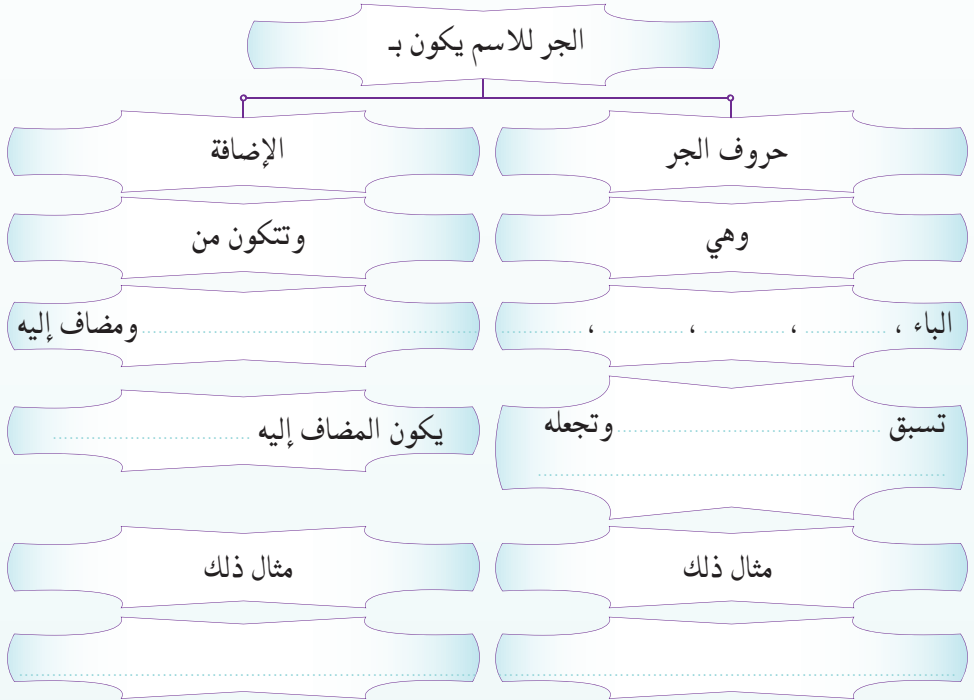 الجر للاسم يكون بـ
حروف الجر
الإضافة
وهي
وتتكون من
الباء ، ............ ، ............ ، ............ ، ............
............ ومضاف إليه
تسبق ............ وتجعله
............
يكون المضاف إليه ............
مثال ذلك
مثال ذلك
............
............